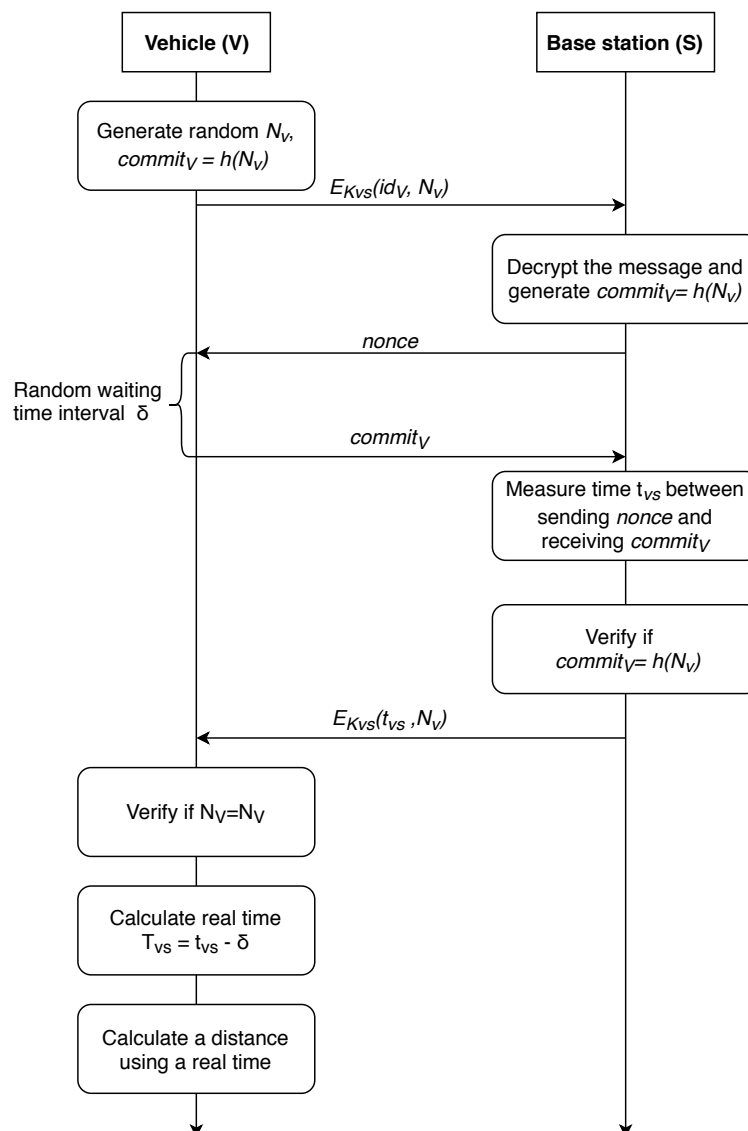 Vehicle (V)
Base station (S)
Generate random N_v,
commit_V = h(N_v)
E_Kvs(id_V, N_v)
Decrypt the message and
generate commit_V= h(N_v)
nonce
Random waiting
time interval δ
commit_V
Measure time t_vs between
sending nonce and
receiving commit_V
Verify if
commit_V= h(N_v)
E_Kvs(t_vs ,N_v)
Verify if N_V=N_V
Calculate real time
T_vs = t_vs - δ
Calculate a distance
using a real time